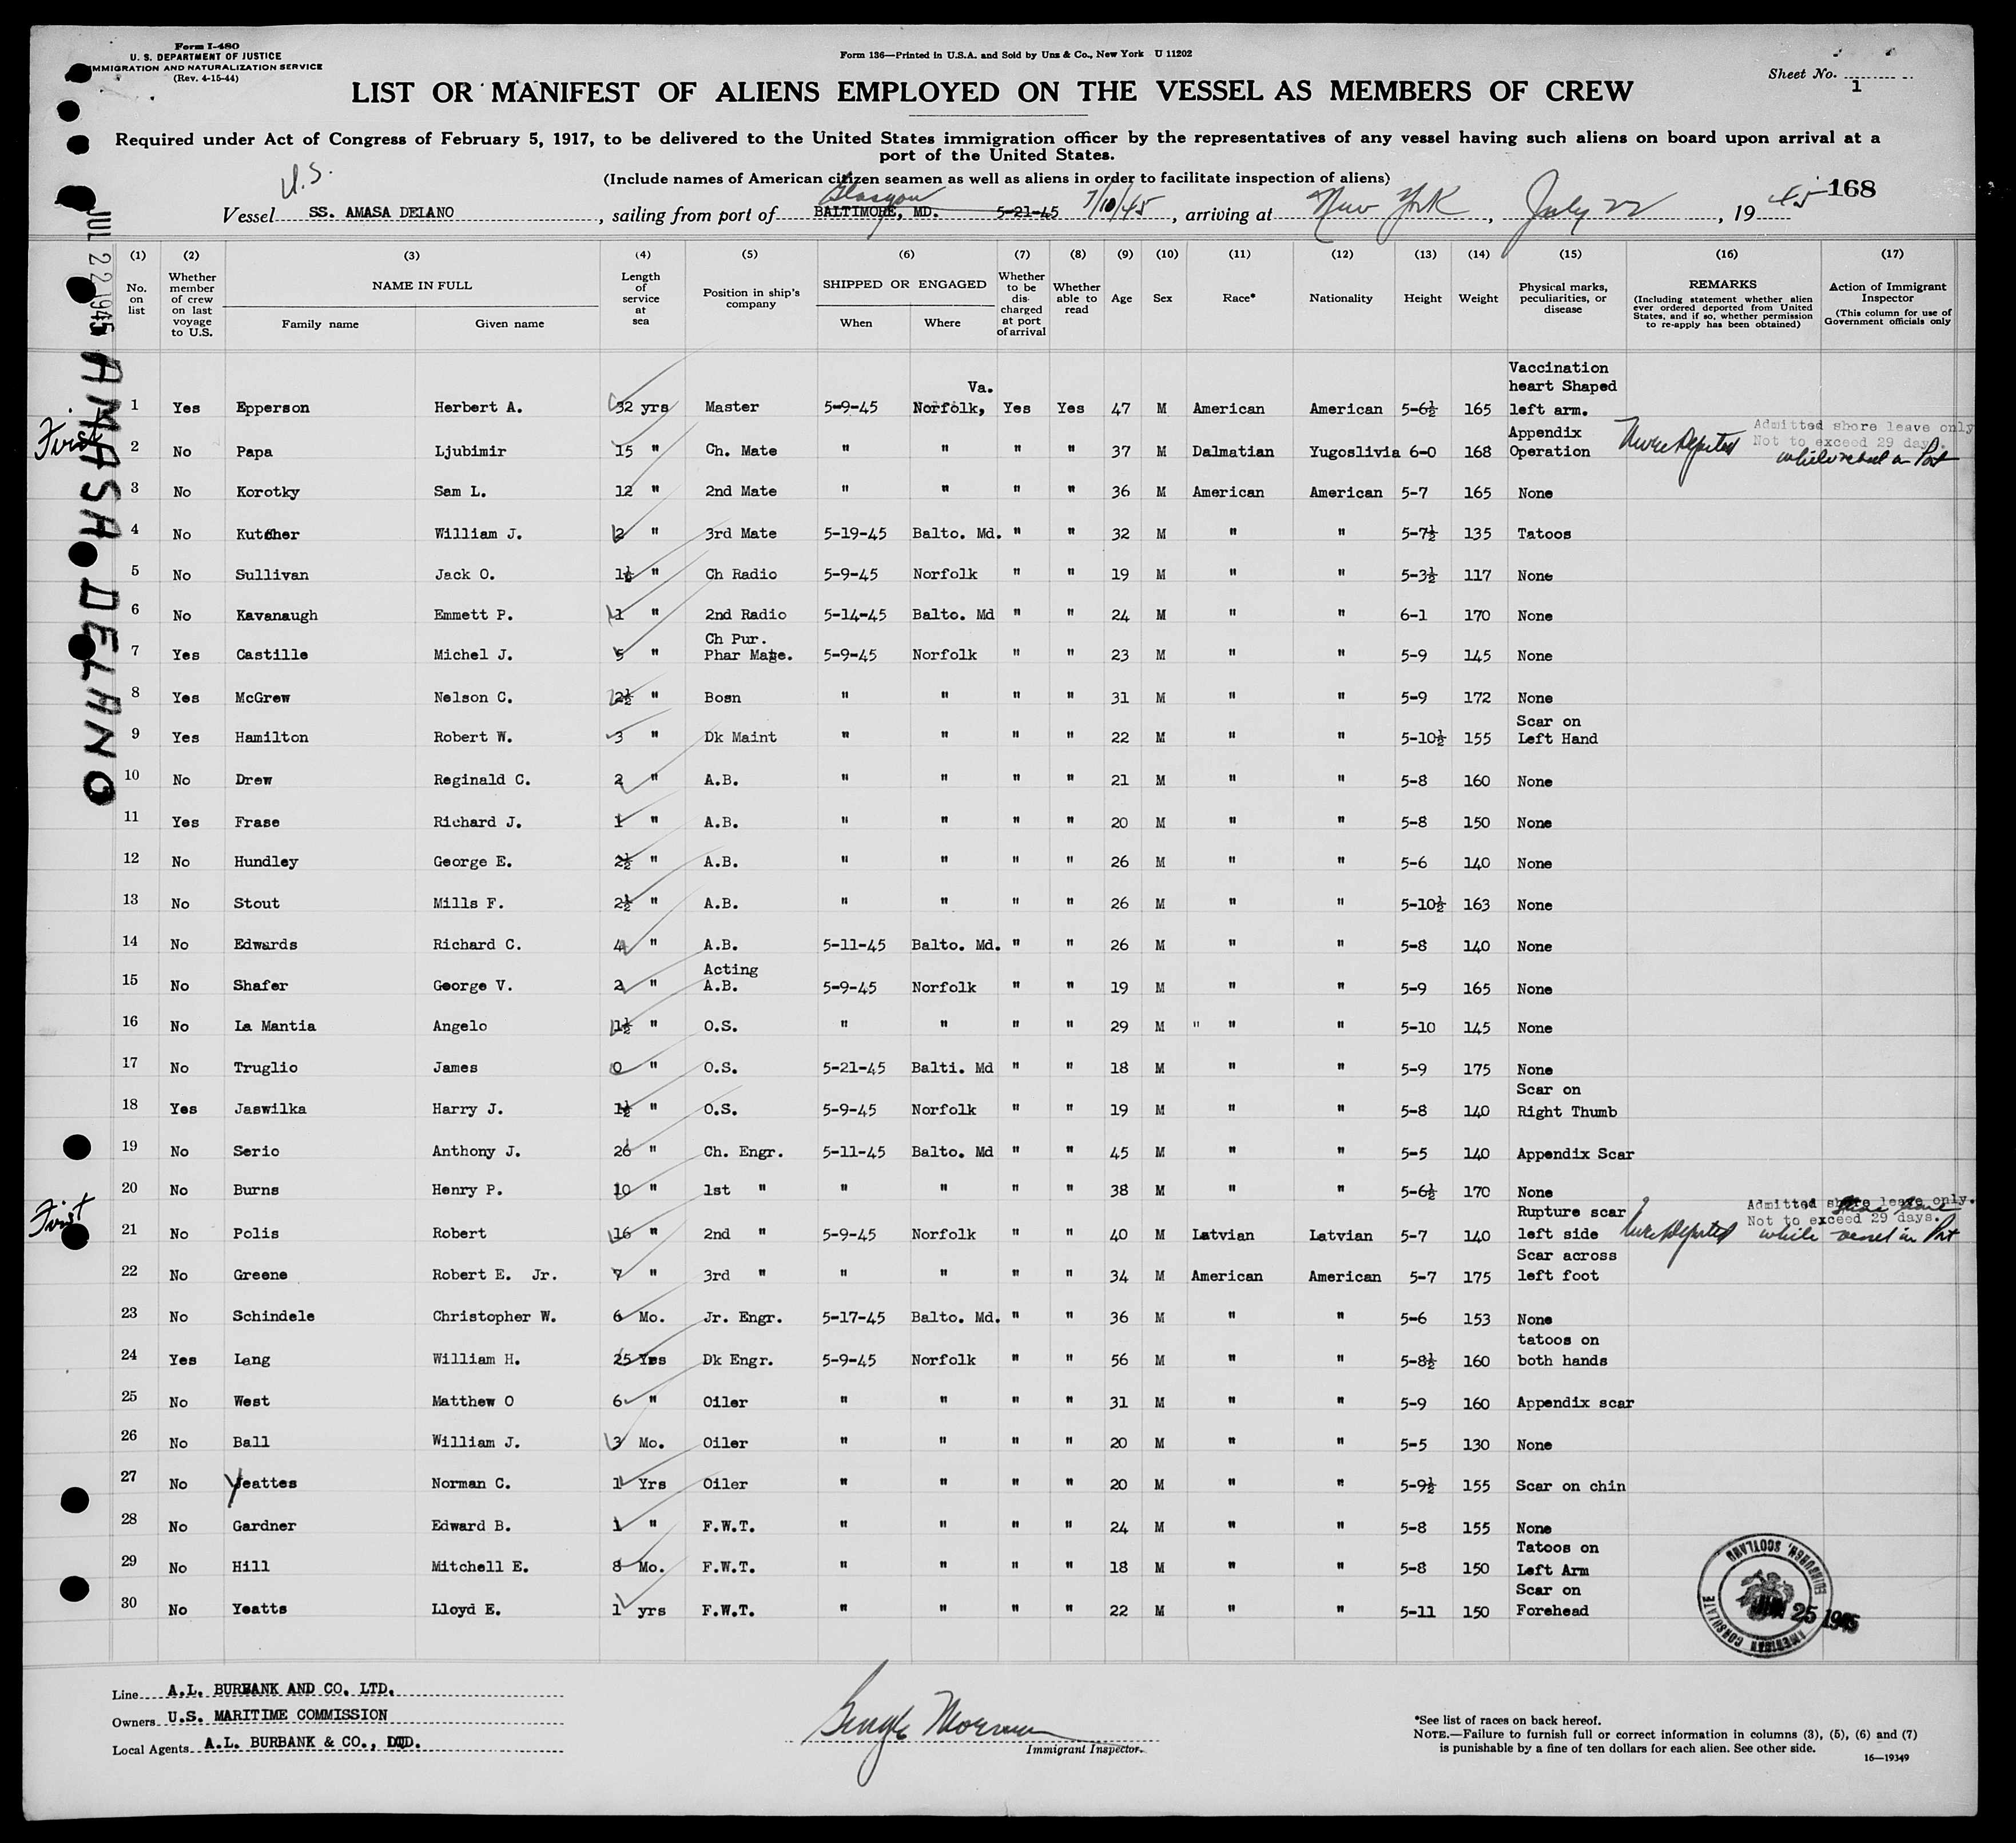 Form I-480
U. S. DEPARTMENT OF JUSTICE
IMMIGRATION AND NATURALIZATION SERVICE
(Rev. 4-15-44)
Form 136—Printed in U.S.A. and Sold by Unz & Co., New York U 11202
Sheet No. 1
LIST OR MANIFEST OF ALIENS EMPLOYED ON THE VESSEL AS MEMBERS OF CREW
Required under Act of Congress of February 5, 1917, to be delivered to the United States immigration officer by the representatives of any vessel having such aliens on board upon arrival at a
port of the United States.
(Include names of American citizen seamen as well as aliens in order to facilitate inspection of aliens)
U.S. Glasgow 168
Vessel SS. AMASA DELANO, sailing from port of BALTIMORE, MD. 5-21-45 7/10/45, arriving at New York, July 22, 1945
JUL 22 1945
AMASA DELANO
(1) (2) (3) (4) (5) (6) (7) (8) (9) (10) (11) (12) (13) (14) (15) (16) (17)
No. on list
Whether member of crew on last voyage to U.S.
NAME IN FULL
Family name Given name
Length of service at sea
Position in ship's company
SHIPPED OR ENGAGED
When Where
Whether to be discharged at port of arrival
Whether able to read
Age Sex Race* Nationality Height Weight
Physical marks, peculiarities, or disease
REMARKS
(Including statement whether alien ever ordered deported from United States, and if so, whether permission to re-apply has been obtained)
Action of Immigrant Inspector
(This column for use of Government officials only
1 Yes Epperson Herbert A. 32 yrs Master 5-9-45 Norfolk, Va. Yes Yes 47 M American American 5-6½ 165 Vaccination heart Shaped left arm.
First
2 No Papa Ljubimir 15 " Ch. Mate " " " " 37 M Dalmatian Yugoslivia 6-0 168 Appendix Operation Never Deported Admitted shore leave only Not to exceed 29 days. while vessel in Port
3 No Korotky Sam L. 12 " 2nd Mate " " " " 36 M American American 5-7 165 None
4 No Kutcher William J. 2 " 3rd Mate 5-19-45 Balto. Md. " " 32 M " " 5-7½ 135 Tatoos
5 No Sullivan Jack O. 1½ " Ch Radio 5-9-45 Norfolk " " 19 M " " 5-3½ 117 None
6 No Kavanaugh Emmett P. 1 " 2nd Radio 5-14-45 Balto. Md " " 24 M " " 6-1 170 None
7 Yes Castille Michel J. 5 " Ch Pur. Phar Mate. 5-9-45 Norfolk " " 23 M " " 5-9 145 None
8 Yes McGrew Nelson C. 2½ " Bosn " " " " 31 M " " 5-9 172 None
9 Yes Hamilton Robert W. 3 " Dk Maint " " " " 22 M " " 5-10½ 155 Scar on Left Hand
10 No Drew Reginald C. 2 " A.B. " " " " 21 M " " 5-8 160 None
11 Yes Frase Richard J. 1 " A.B. " " " " 20 M " " 5-8 150 None
12 No Hundley George E. 2½ " A.B. " " " " 26 M " " 5-6 140 None
13 No Stout Mills F. 2½ " A.B. " " " " 26 M " " 5-10½ 163 None
14 No Edwards Richard C. 4 " A.B. 5-11-45 Balto. Md. " " 26 M " " 5-8 140 None
15 No Shafer George V. 2 " Acting A.B. 5-9-45 Norfolk " " 19 M " " 5-9 165 None
16 No La Mantia Angelo 1½ " O.S. " " " " 29 M " " " 5-10 145 None
17 No Truglio James 0 " O.S. 5-21-45 Balti. Md " " 18 M " " 5-9 175 None
18 Yes Jaswilka Harry J. 1½ " O.S. 5-9-45 Norfolk " " 19 M " " 5-8 140 Scar on Right Thumb
19 No Serio Anthony J. 26 " Ch. Engr. 5-11-45 Balto. Md " " 45 M " " 5-5 140 Appendix Scar
20 No Burns Henry P. 10 " 1st " " " " " 38 M " " 5-6½ 170 None
First
21 No Polis Robert 16 " 2nd " 5-9-45 Norfolk " " 40 M Latvian Latvian 5-7 140 Rupture scar left side Never Deported Admitted shore leave only. Not to exceed 29 days. while vessel in Port
22 No Greene Robert E. Jr. 7 " 3rd " " " " " 34 M American American 5-7 175 Scar across left foot
23 No Schindele Christopher W. 6 Mo. Jr. Engr. 5-17-45 Balto. Md. " " 36 M " " 5-6 153 None
24 Yes Lang William H. 25 Yrs Dk Engr. 5-9-45 Norfolk " " 56 M " " 5-8½ 160 tatoos on both hands
25 No West Matthew O 6 " Oiler " " " " 31 M " " 5-9 160 Appendix scar
26 No Ball William J. 3 Mo. Oiler " " " " 20 M " " 5-5 130 None
27 No Yeattes Norman C. 1 Yrs Oiler " " " " 20 M " " 5-9½ 155 Scar on chin
28 No Gardner Edward B. 1 " F.W.T. " " " " 24 M " " 5-8 155 None
29 No Hill Mitchell E. 8 Mo. F.W.T. " " " " 18 M " " 5-8 150 Tatoos on Left Arm
30 No Yeatts Lloyd E. 1 yrs F.W.T. " " " " 22 M " " 5-11 150 Scar on Forehead
AMERICAN CONSULATE EDINBURGH, SCOTLAND
JUN 25 1945
Line A.L. BURBANK AND CO. LTD.
Owners U.S. MARITIME COMMISSION
Local Agents A.L. BURBANK & CO., LTD.
Immigrant Inspector.
*See list of races on back hereof.
NOTE.—Failure to furnish full or correct information in columns (3), (5), (6) and (7)
is punishable by a fine of ten dollars for each alien. See other side.
16—19349